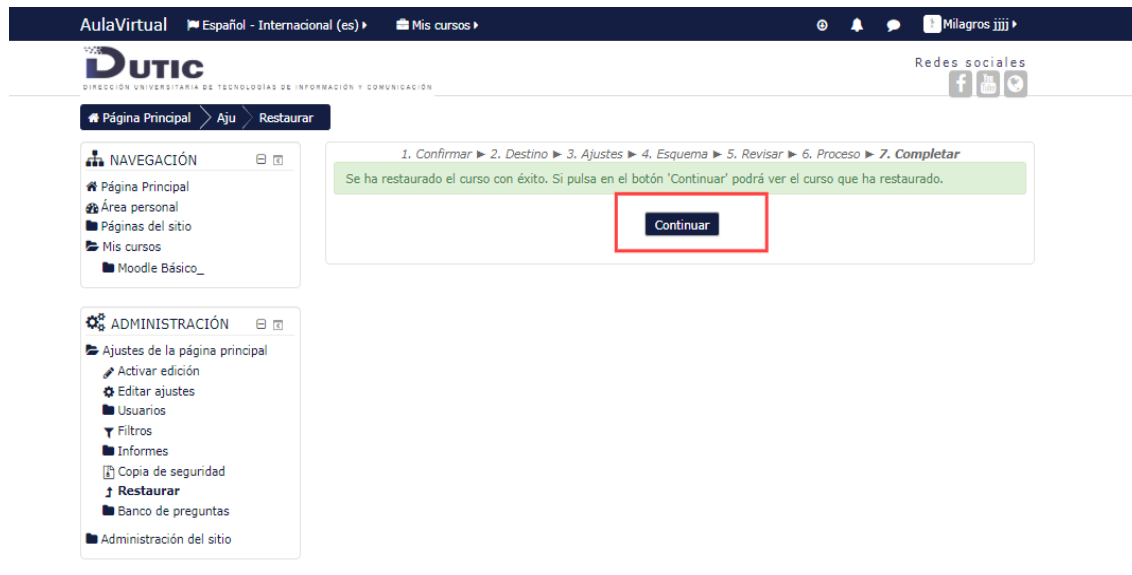 AulaVirtual Español - Internacional (es) Mis cursos Milagros jjjj
DUTIC
DIRECCIÓN UNIVERSITARIA DE TECNOLOGÍAS DE INFORMACIÓN Y COMUNICACIÓN
Redes sociales
f You Tube
Página Principal Aju Restaurar
NAVEGACIÓN
Página Principal
Área personal
Páginas del sitio
Mis cursos
Moodle Básico_
1. Confirmar ► 2. Destino ► 3. Ajustes ► 4. Esquema ► 5. Revisar ► 6. Proceso ► 7. Completar
Se ha restaurado el curso con éxito. Si pulsa en el botón 'Continuar' podrá ver el curso que ha restaurado.
Continuar
ADMINISTRACIÓN
Ajustes de la página principal
Activar edición
Editar ajustes
Usuarios
Filtros
Informes
Copia de seguridad
Restaurar
Banco de preguntas
Administración del sitio